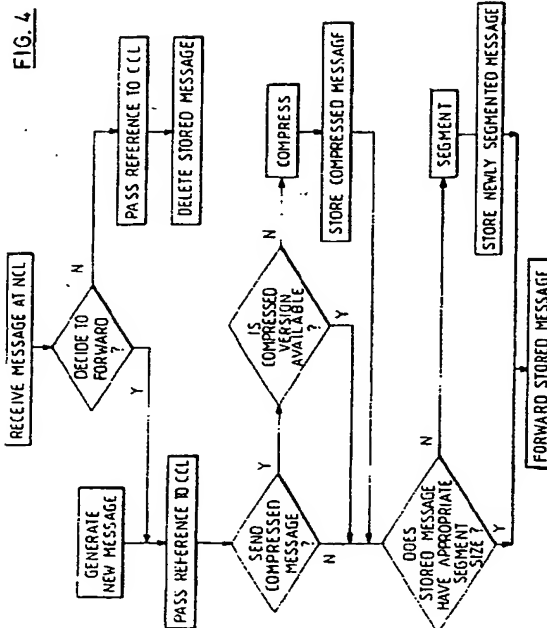 FIG. 4
RECEIVE MESSAGE AT NCL
DECIDE TO
FORWARD
?
N
Y
PASS REFERENCE TO CCL
DELETE STORED MESSAGE
GENERATE
NEW MESSAGE
PASS REFERENCE TO CCL
SEND
COMPRESSED
MESSAGE
?
Y
N
IS
COMPRESSED
VERSION
AVAILABLE
?
N
Y
COMPRESS
STORE COMPRESSED MESSAGE
DOES
STORED MESSAGE
HAVE APPROPRIATE
SEGMENT
SIZE?
N
Y
SEGMENT
STORE NEWLY SEGMENTED MESSAGE
FORWARD STORED MESSAGE